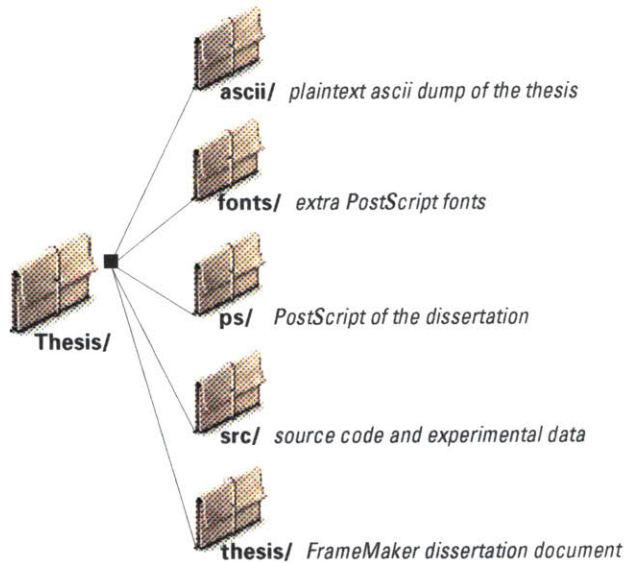 ascii/ plaintext ascii dump of the thesis
fonts/ extra PostScript fonts
Thesis/
ps/ PostScript of the dissertation
src/ source code and experimental data
thesis/ FrameMaker dissertation document